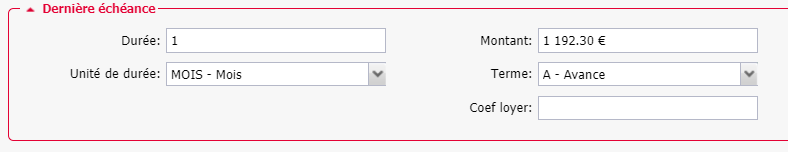 Dernière échéance
Durée: 1 Montant: 1 192.30 €
Unité de durée: MOIS - Mois Terme: A - Avance
Coef loyer: